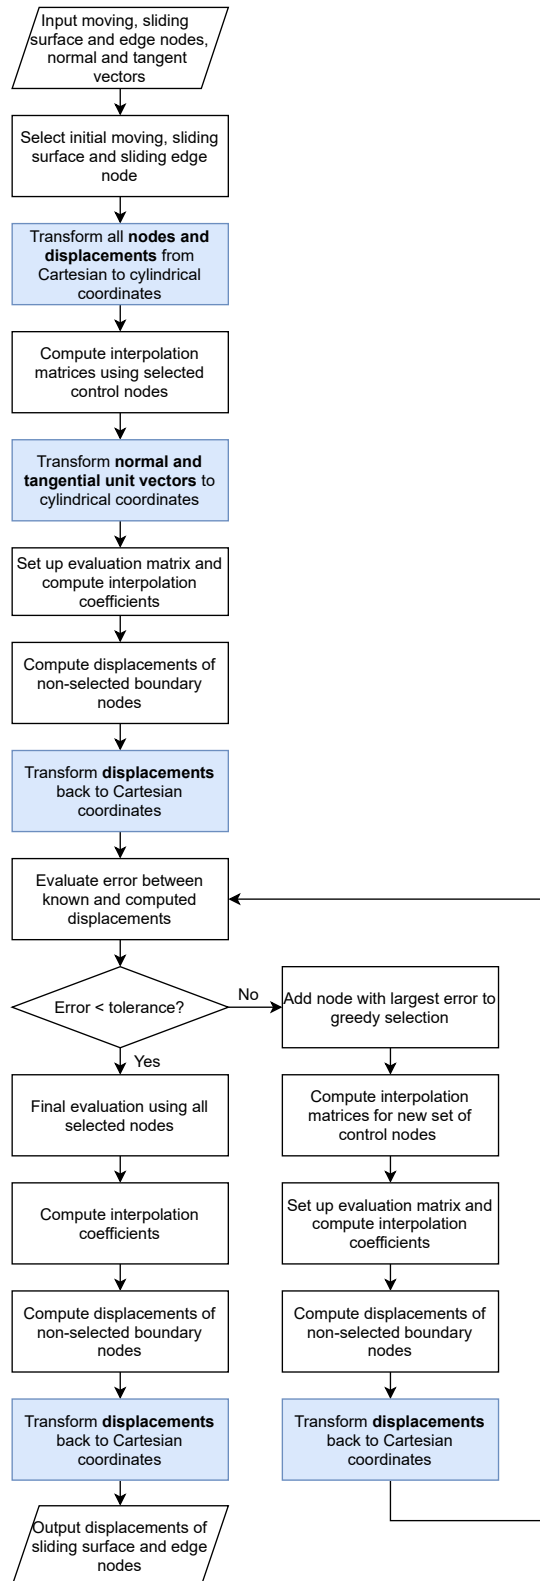 Input moving, sliding
surface and edge nodes,
normal and tangent
vectors
Select initial moving, sliding
surface and sliding edge
node
Transform all nodes and
displacements from
Cartesian to cylindrical
coordinates
Compute interpolation
matrices using selected
control nodes
Transform normal and
tangential unit vectors to
cylindrical coordinates
Set up evaluation matrix and
compute interpolation
coefficients
Compute displacements of
non-selected boundary
nodes
Transform displacements
back to Cartesian
coordinates
Evaluate error between
known and computed
displacements
Error < tolerance?
No
Add node with largest error to
greedy selection
Yes
Final evaluation using all
selected nodes
Compute interpolation
matrices for new set of
control nodes
Compute interpolation
coefficients
Set up evaluation matrix and
compute interpolation
coefficients
Compute displacements of
non-selected boundary
nodes
Compute displacements of
non-selected boundary
nodes
Transform displacements
back to Cartesian
coordinates
Transform displacements
back to Cartesian
coordinates
Output displacements of
sliding surface and edge
nodes